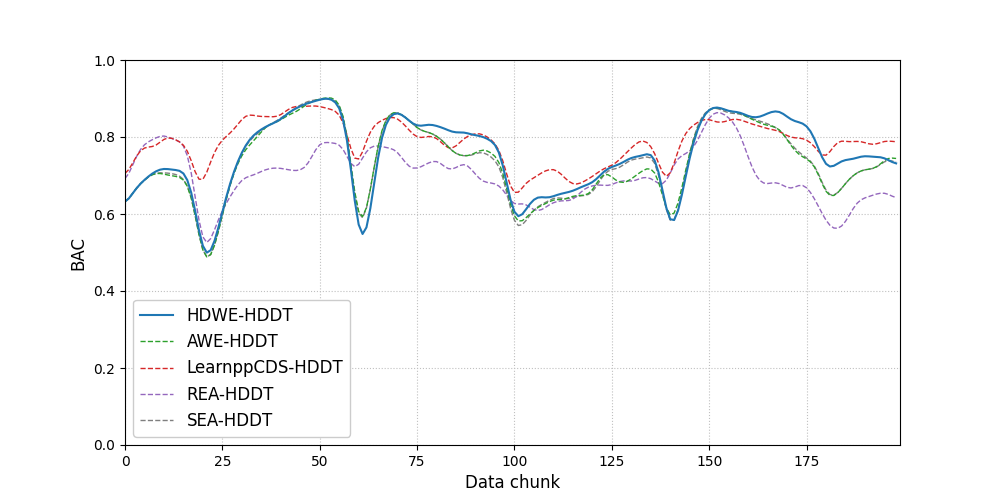 1.0
0.8
0.6
0.4
0.2
0.0
BAC
HDWE-HDDT
AWE-HDDT
LearnppCDS-HDDT
REA-HDDT
SEA-HDDT
0 25 50 75 100 125 150 175
Data chunk